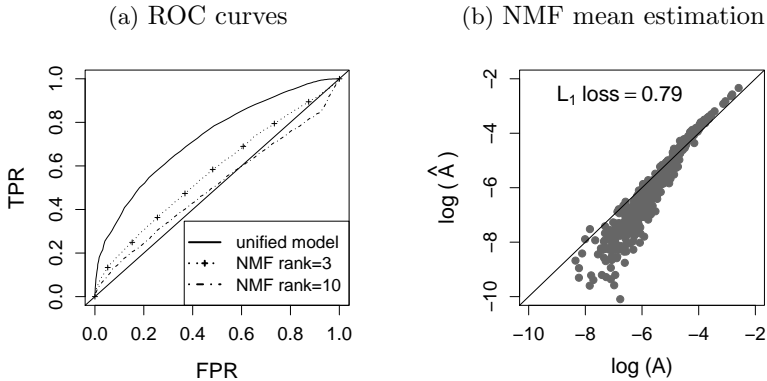 (a) ROC curves
TPR
1.0
0.8
0.6
0.4
0.2
0.0
unified model
NMF rank=3
NMF rank=10
0.0 0.2 0.4 0.6 0.8 1.0
FPR
(b) NMF mean estimation
log ( Â )
−2
−4
−6
−8
−10
L₁ loss = 0.79
−10 −8 −6 −4 −2
log (A)